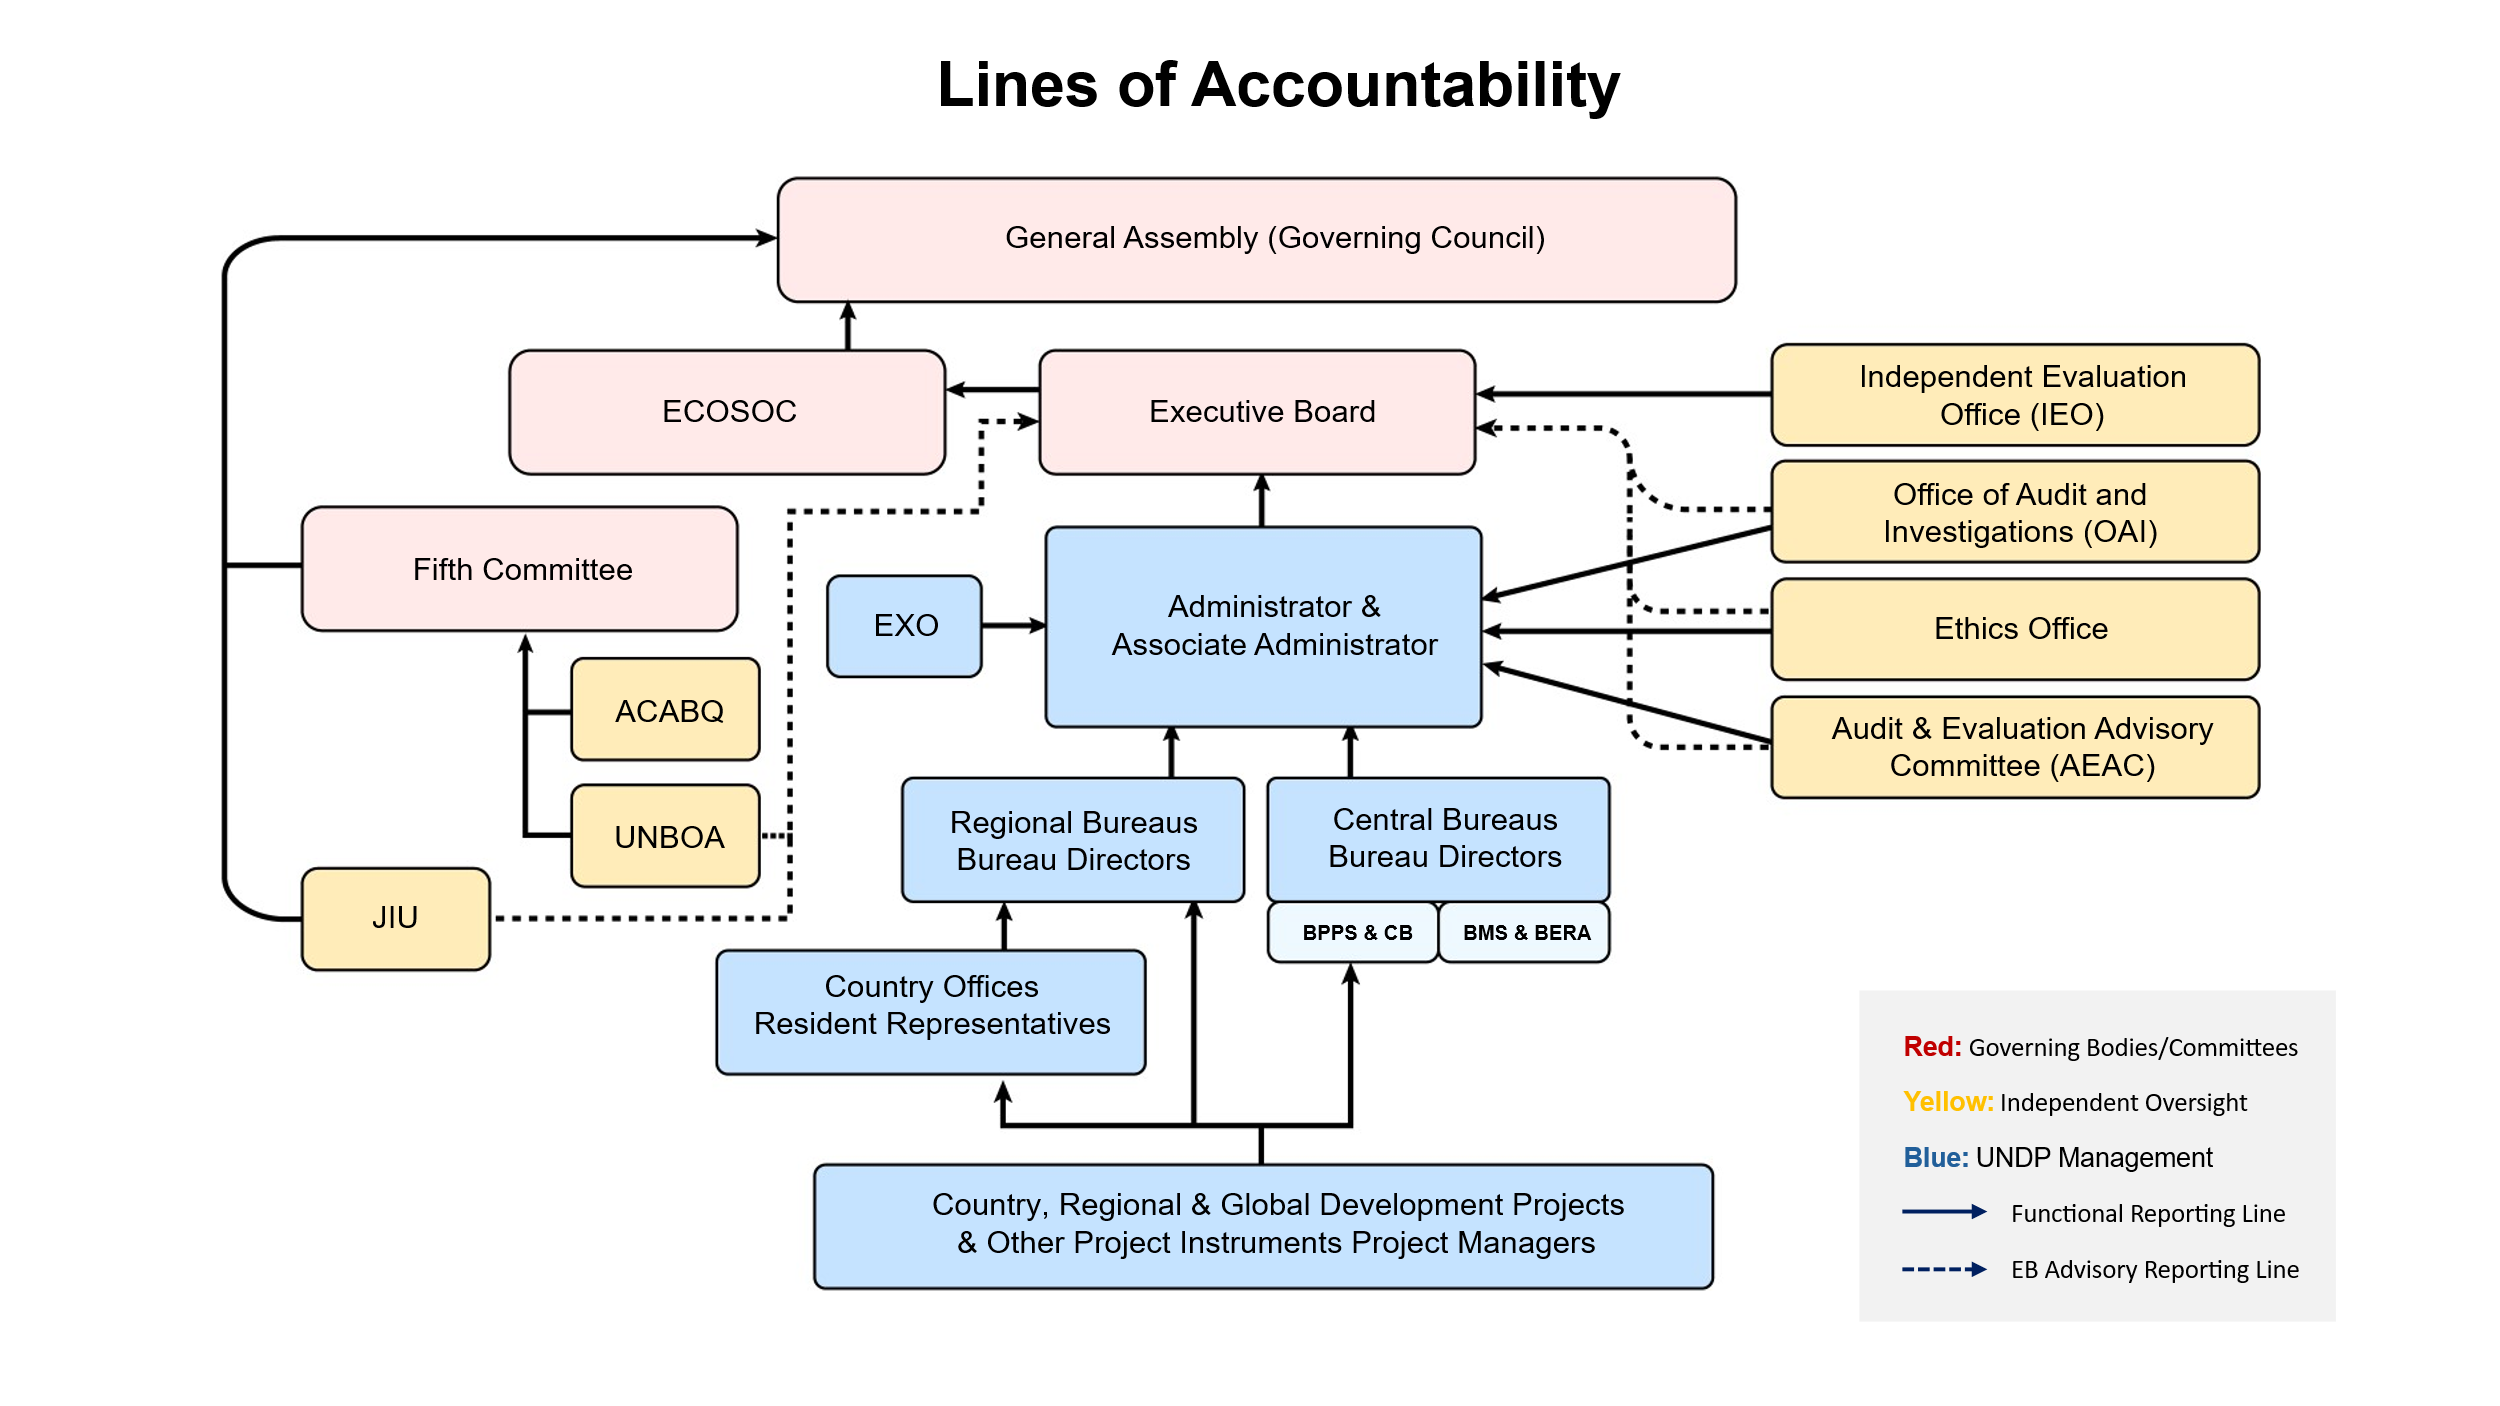 Lines of Accountability
General Assembly (Governing Council)
ECOSOC
Executive Board
Independent Evaluation
Office (IEO)
Office of Audit and
Investigations (OAI)
Fifth Committee
EXO
Administrator &
Associate Administrator
Ethics Office
ACABQ
Audit & Evaluation Advisory
Committee (AEAC)
UNBOA
Regional Bureaus
Bureau Directors
Central Bureaus
Bureau Directors
JIU
BPPS & CB
BMS & BERA
Country Offices
Resident Representatives
Country, Regional & Global Development Projects
& Other Project Instruments Project Managers
Red: Governing Bodies/Committees
Yellow: Independent Oversight
Blue: UNDP Management
Functional Reporting Line
EB Advisory Reporting Line